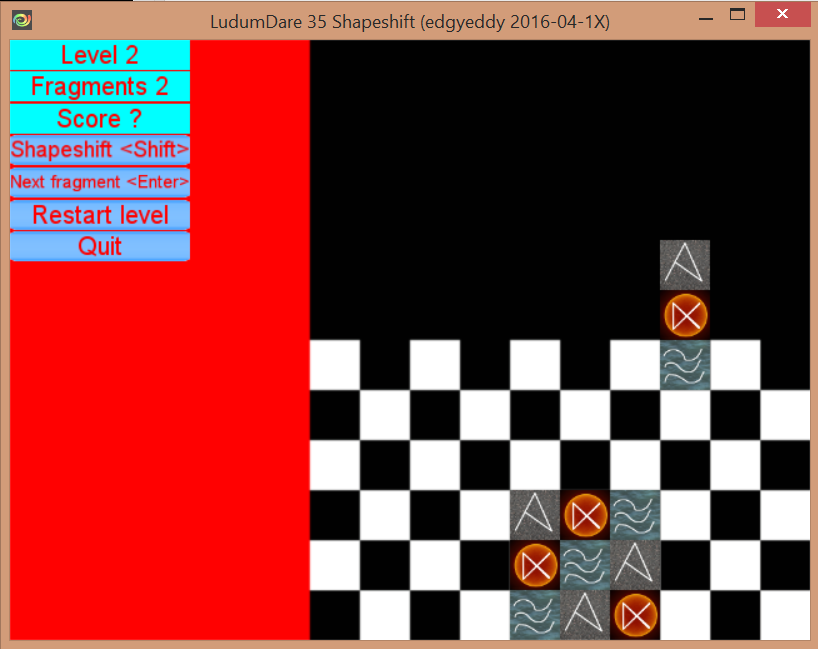 LudumDare 35 Shapeshift (edgyeddy 2016-04-1X)
Level 2
Fragments 2
Score ?
Shapeshift <Shift>
Next fragment <Enter>
Restart level
Quit